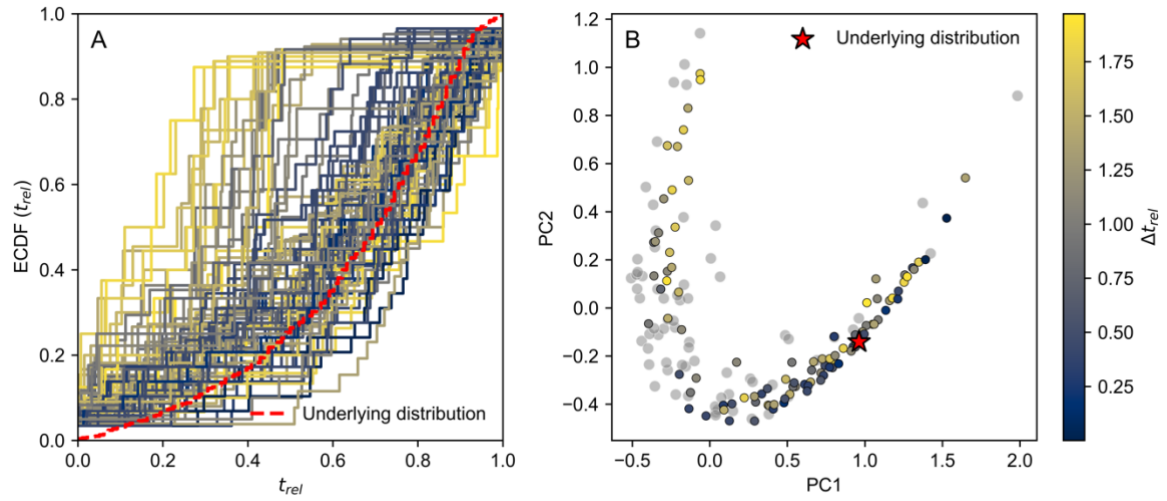 A
1.0
0.8
0.6
0.4
0.2
0.0
ECDF (t_rel)
Underlying distribution
0.0 0.2 0.4 0.6 0.8 1.0
t_rel
B
Underlying distribution
1.2
1.0
0.8
0.6
0.4
0.2
0.0
−0.2
−0.4
PC2
−0.5 0.0 0.5 1.0 1.5 2.0
PC1
1.75
1.50
1.25
1.00
0.75
0.50
0.25
Δt_rel